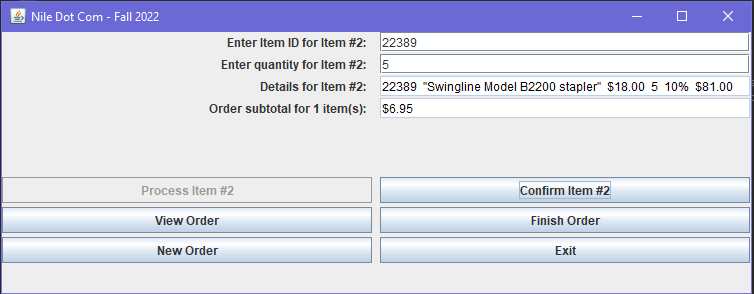 Nile Dot Com - Fall 2022
Enter Item ID for Item #2: 22389
Enter quantity for Item #2: 5
Details for Item #2: 22389 "Swingline Model B2200 stapler" $18.00 5 10% $81.00
Order subtotal for 1 item(s): $6.95
Process Item #2 Confirm Item #2
View Order Finish Order
New Order Exit